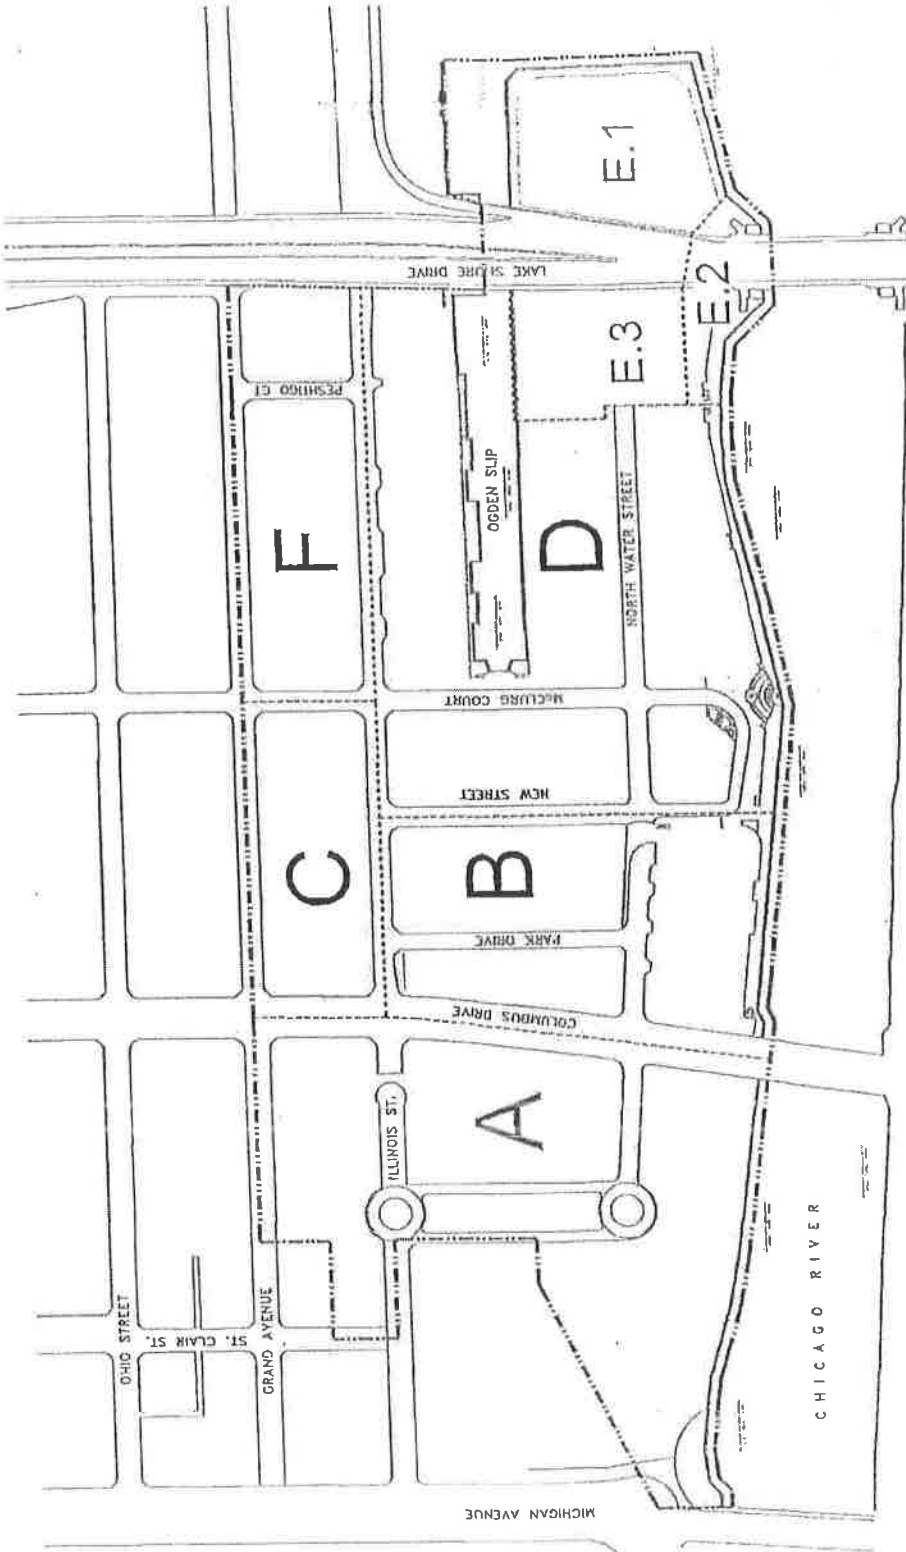 OHIO STREET
ST. CLAIR ST.
GRAND AVENUE
MICHIGAN AVENUE
ILLINOIS ST.
A
COLUMBUS DRIVE
C
B
PARK DRIVE
NEW STREET
McCLURG COURT
F
PESHTIGO CT
OGDEN SLIP
D
NORTH WATER STREET
LAKE SHORE DRIVE
E.3
E.2
E.1
CHICAGO RIVER